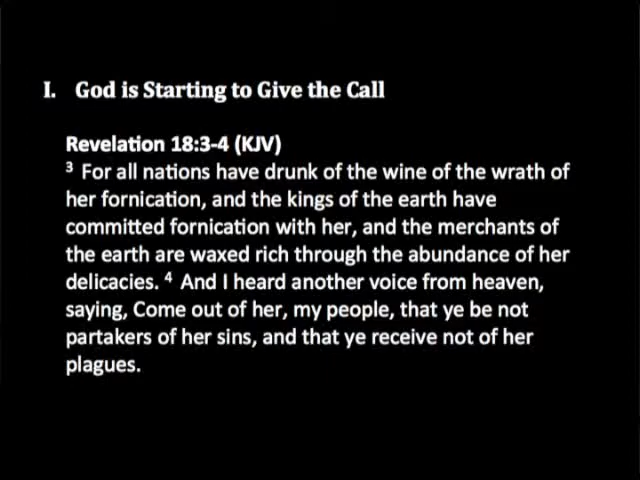 I. God is Starting to Give the Call
Revelation 18:3-4 (KJV)
3 For all nations have drunk of the wine of the wrath of
her fornication, and the kings of the earth have
committed fornication with her, and the merchants of
the earth are waxed rich through the abundance of her
delicacies. 4 And I heard another voice from heaven,
saying, Come out of her, my people, that ye be not
partakers of her sins, and that ye receive not of her
plagues.